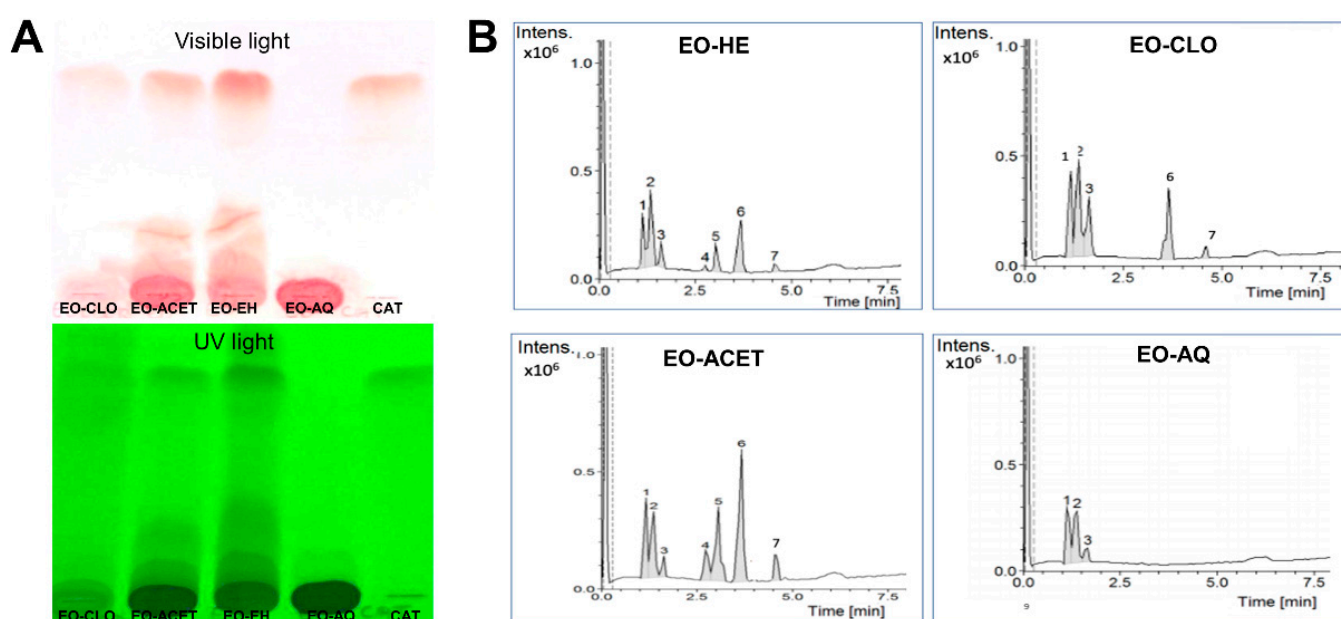 A
Visible light
EO-CLO EO-ACET EO-EH EO-AQ CAT
UV light
EO-CLO EO-ACET EO-EH EO-AQ CAT
B
Intens.
x10⁶
EO-HE
1.0
0.5
0.0
1
2
3
4
5
6
7
0.0 2.5 5.0 7.5
Time [min]
Intens.
x10⁶
EO-CLO
1.0
0.5
0.0
1
2
3
6
7
0.0 2.5 5.0 7.5
Time [min]
Intens.
x10⁶
EO-ACET
1.0
0.5
0.0
1
2
3
4
5
6
7
0.0 2.5 5.0 7.5
Time [min]
Intens.
x10⁶
EO-AQ
1.0
0.5
0.0
1
2
3
0.0 2.5 5.0 7.5
Time [min]
9